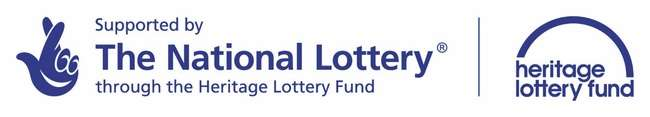 Supported by
The National Lottery®
through the Heritage Lottery Fund
heritage
lottery fund